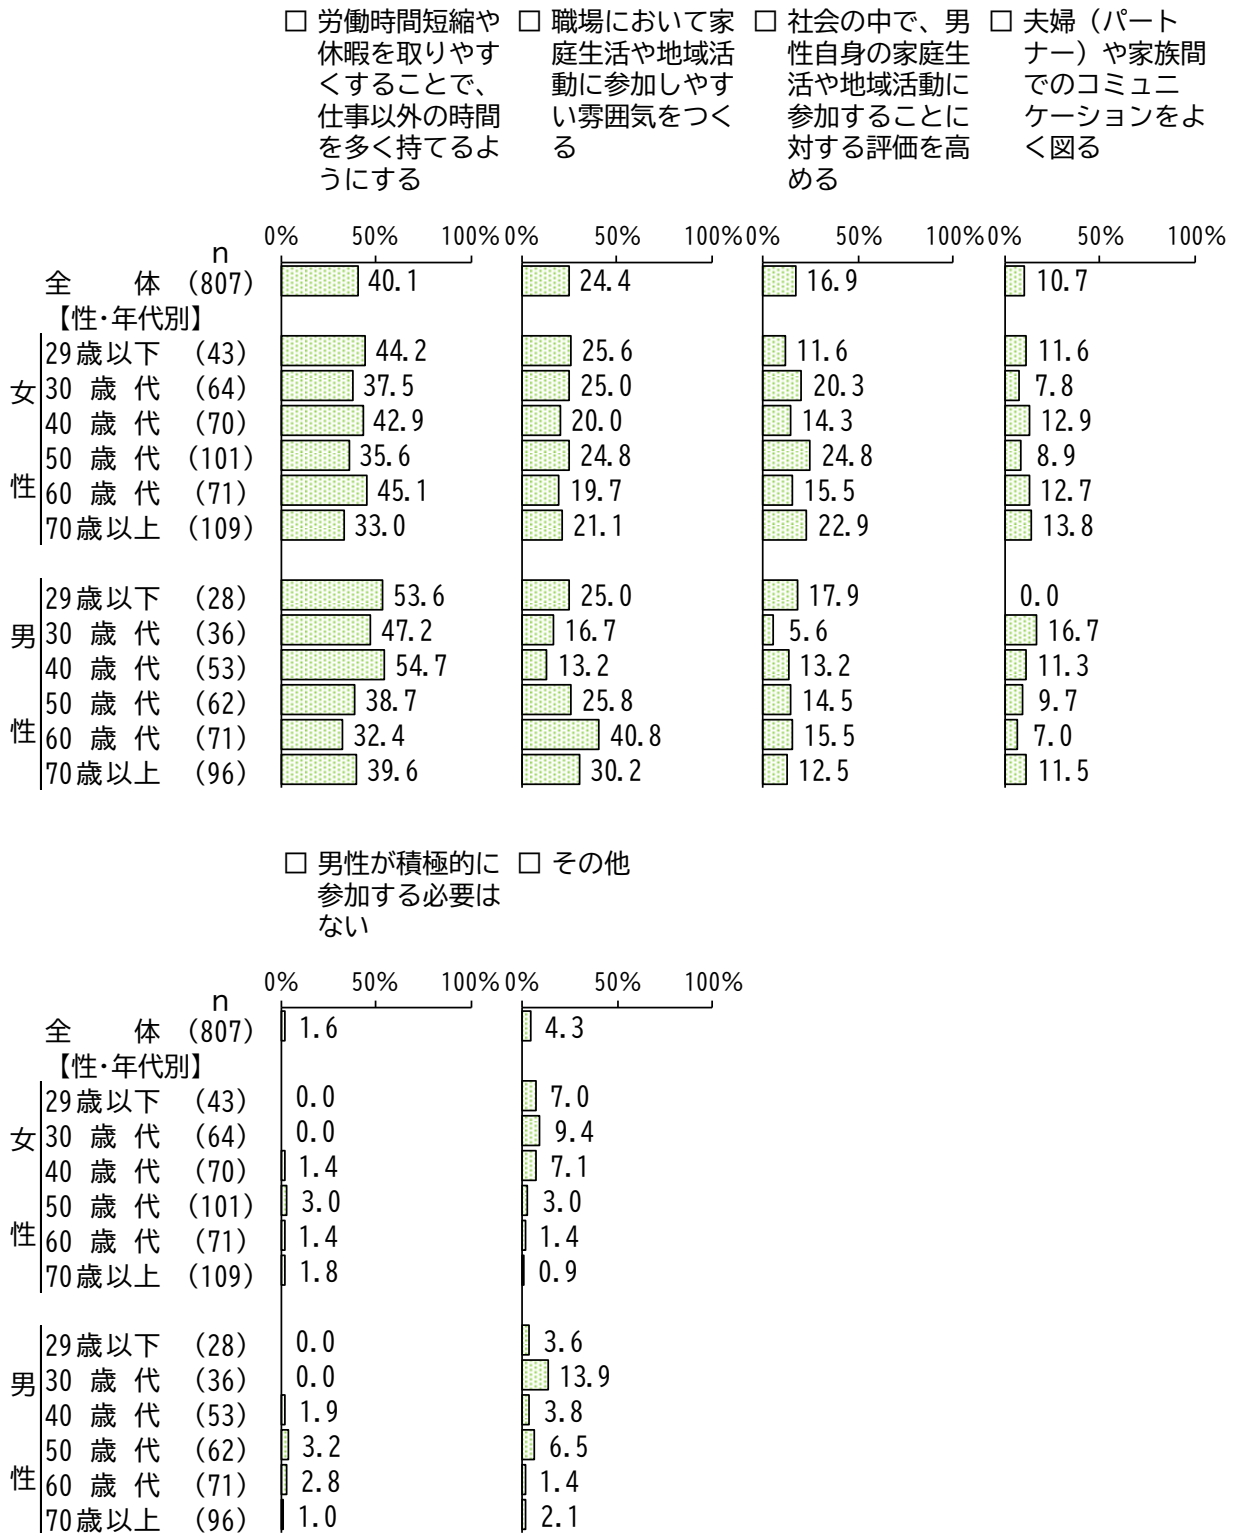 □ 労働時間短縮や □ 職場において家 □ 社会の中で、男 □ 夫婦（パート
休暇を取りやす 庭生活や地域活 性自身の家庭生 ナー）や家族間
くすることで、 動に参加しやす 活や地域活動に でのコミュニ
仕事以外の時間 い雰囲気をつく 参加することに ケーションをよ
を多く持てるよ る 対する評価を高 く図る
うにする める
n 0% 50% 100% 0% 50% 100% 0% 50% 100% 0% 50% 100%
全 体 (807) 40.1 24.4 16.9 10.7
【性･年代別】
女性
29歳以下 (43) 44.2 25.6 11.6 11.6
30 歳 代 (64) 37.5 25.0 20.3 7.8
40 歳 代 (70) 42.9 20.0 14.3 12.9
50 歳 代 (101) 35.6 24.8 24.8 8.9
60 歳 代 (71) 45.1 19.7 15.5 12.7
70歳以上 (109) 33.0 21.1 22.9 13.8
男性
29歳以下 (28) 53.6 25.0 17.9 0.0
30 歳 代 (36) 47.2 16.7 5.6 16.7
40 歳 代 (53) 54.7 13.2 13.2 11.3
50 歳 代 (62) 38.7 25.8 14.5 9.7
60 歳 代 (71) 32.4 40.8 15.5 7.0
70歳以上 (96) 39.6 30.2 12.5 11.5
□ 男性が積極的に □ その他
参加する必要は
ない
n 0% 50% 100% 0% 50% 100%
全 体 (807) 1.6 4.3
【性･年代別】
女性
29歳以下 (43) 0.0 7.0
30 歳 代 (64) 0.0 9.4
40 歳 代 (70) 1.4 7.1
50 歳 代 (101) 3.0 3.0
60 歳 代 (71) 1.4 1.4
70歳以上 (109) 1.8 0.9
男性
29歳以下 (28) 0.0 3.6
30 歳 代 (36) 0.0 13.9
40 歳 代 (53) 1.9 3.8
50 歳 代 (62) 3.2 6.5
60 歳 代 (71) 2.8 1.4
70歳以上 (96) 1.0 2.1